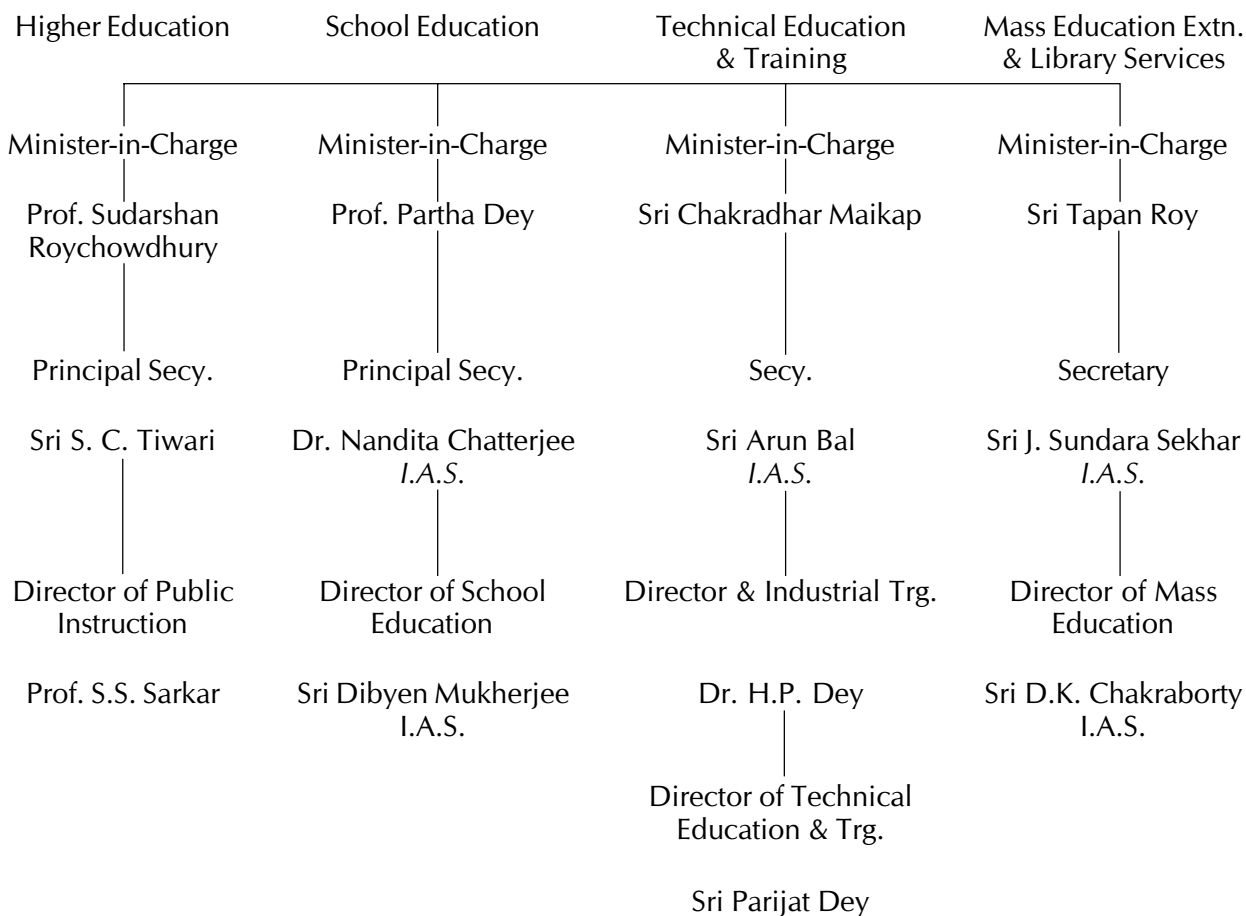 Higher Education
School Education
Technical Education
& Training
Mass Education Extn.
& Library Services
Minister-in-Charge
Minister-in-Charge
Minister-in-Charge
Minister-in-Charge
Prof. Sudarshan
Roychowdhury
Prof. Partha Dey
Sri Chakradhar Maikap
Sri Tapan Roy
Principal Secy.
Principal Secy.
Secy.
Secretary
Sri S. C. Tiwari
Dr. Nandita Chatterjee
I.A.S.
Sri Arun Bal
I.A.S.
Sri J. Sundara Sekhar
I.A.S.
Director of Public
Instruction
Director of School
Education
Director & Industrial Trg.
Director of Mass
Education
Prof. S.S. Sarkar
Sri Dibyen Mukherjee
I.A.S.
Dr. H.P. Dey
Sri D.K. Chakraborty
I.A.S.
Director of Technical
Education & Trg.
Sri Parijat Dey